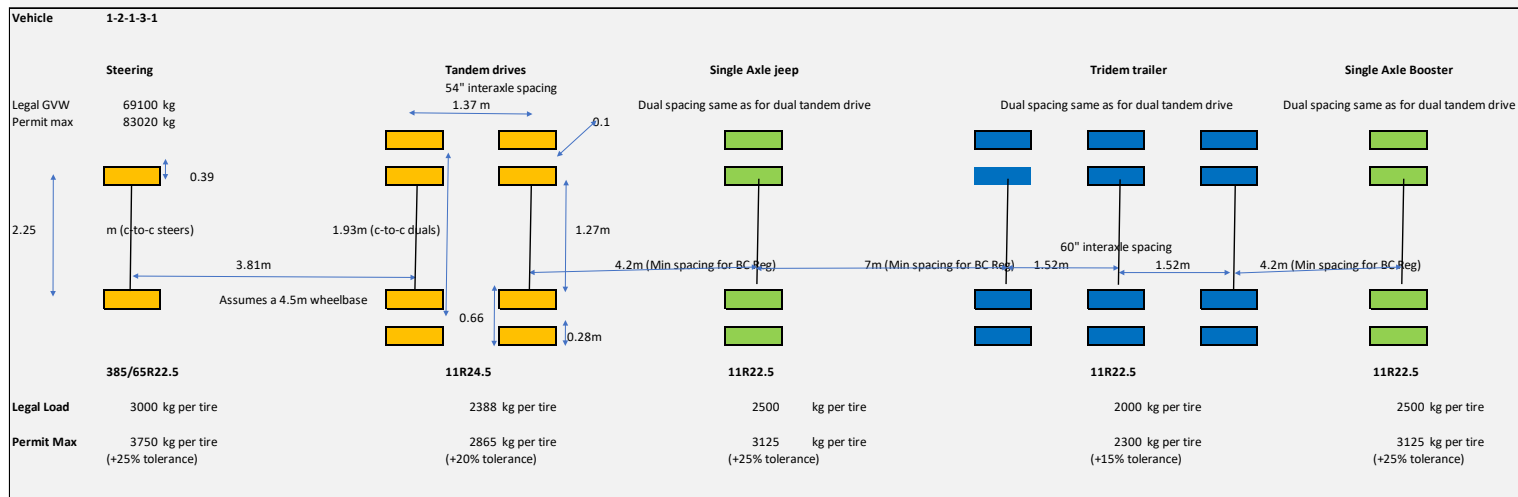 Vehicle 1-2-1-3-1
Steering Tandem drives Single Axle jeep Tridem trailer Single Axle Booster
54" interaxle spacing
Legal GVW 69100 kg 1.37 m Dual spacing same as for dual tandem drive Dual spacing same as for dual tandem drive Dual spacing same as for dual tandem drive
Permit max 83020 kg 0.1
0.39
2.25 m (c-to-c steers) 1.93m (c-to-c duals) 1.27m
60" interaxle spacing
3.81m 4.2m (Min spacing for BC Reg) 7m (Min spacing for BC Reg) 1.52m 1.52m 4.2m (Min spacing for BC Reg)
Assumes a 4.5m wheelbase
0.66
0.28m
385/65R22.5 11R24.5 11R22.5 11R22.5 11R22.5
Legal Load 3000 kg per tire 2388 kg per tire 2500 kg per tire 2000 kg per tire 2500 kg per tire
Permit Max 3750 kg per tire 2865 kg per tire 3125 kg per tire 2300 kg per tire 3125 kg per tire
(+25% tolerance) (+20% tolerance) (+25% tolerance) (+15% tolerance) (+25% tolerance)